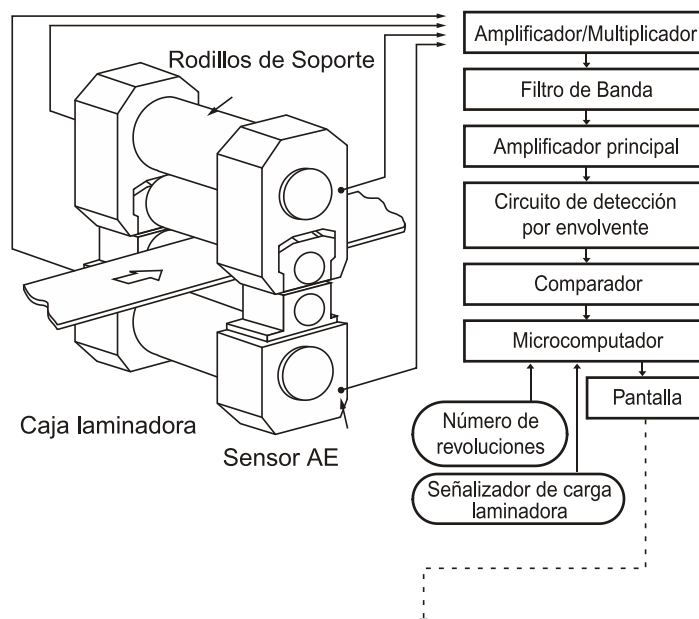 Rodillos de Soporte
Caja laminadora
Sensor AE
Amplificador/Multiplicador
Filtro de Banda
Amplificador principal
Circuito de detección
por envolvente
Comparador
Microcomputador
Pantalla
Número de
revoluciones
Señalizador de carga
laminadora